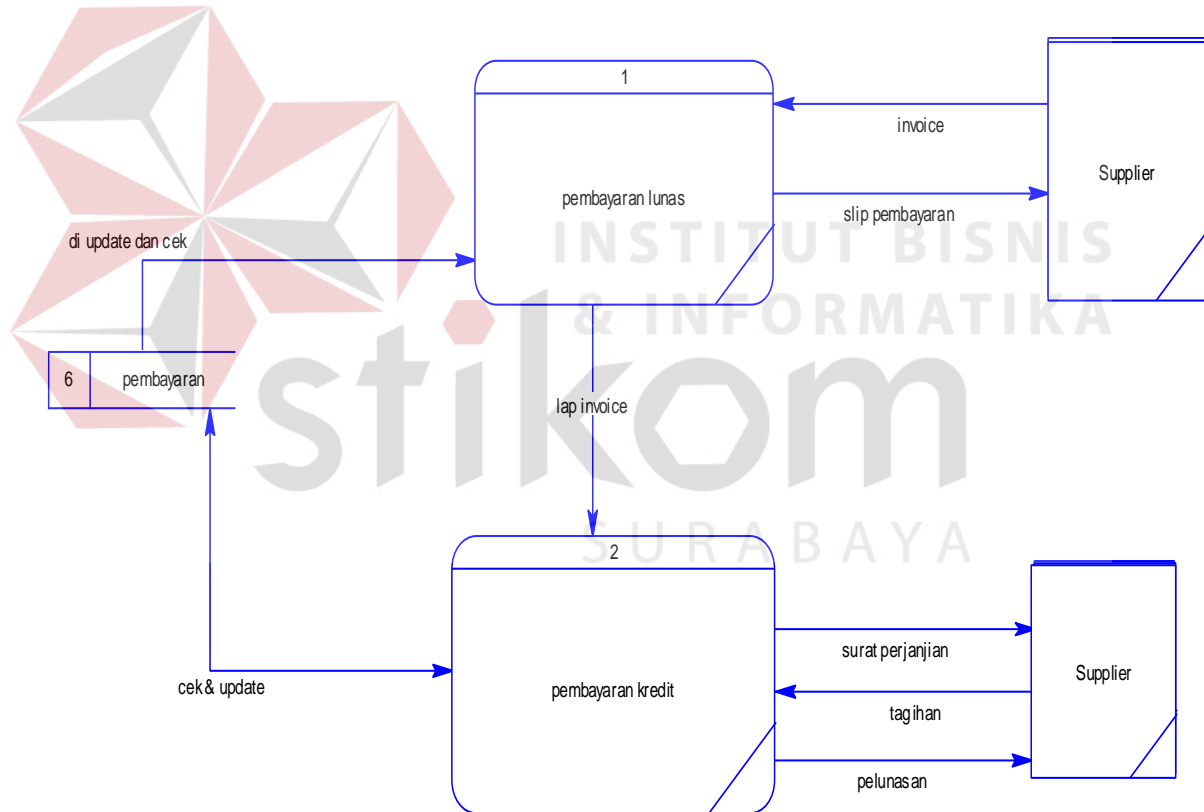 1
invoice
Supplier
pembayaran lunas
slip pembayaran
INSTITUT BISNIS
di update dan cek
& INFORMATIKA
6
pembayaran
stikom
lap invoice
SURABAYA
2
surat perjanjian
Supplier
cek & update
pembayaran kredit
tagihan
pelunasan